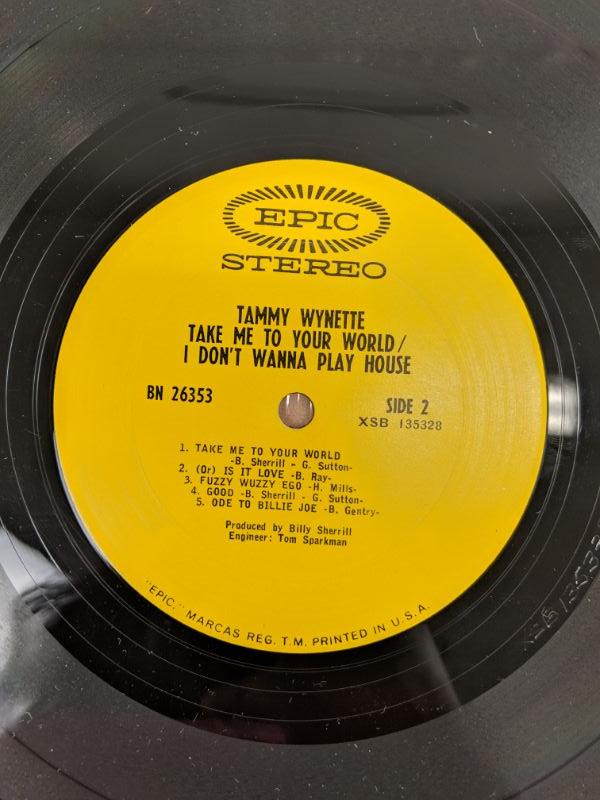 EPIC
STEREO
TAMMY WYNETTE
TAKE ME TO YOUR WORLD/
I DON'T WANNA PLAY HOUSE
BN 26353
SIDE 2
XSB 135328
1. TAKE ME TO YOUR WORLD
-B. Sherrill - G. Sutton-
2. (Or) IS IT LOVE -B. Ray-
3. FUZZY WUZZY EGO -H. Mills-
4. GOOD -B. Sherrill - G. Sutton-
5. ODE TO BILLIE JOE -B. Gentry-
Produced by Billy Sherrill
Engineer: Tom Sparkman
"EPIC," MARCAS REG. T.M. PRINTED IN U.S.A.